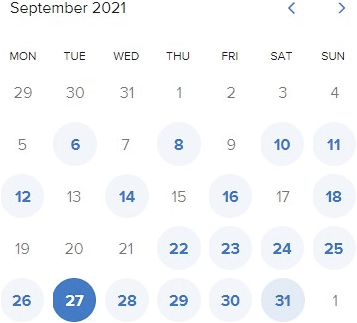 September 2021
MON TUE WED THU FRI SAT SUN
29 30 31 1 2 3 4
5 6 7 8 9 10 11
12 13 14 15 16 17 18
19 20 21 22 23 24 25
26 27 28 29 30 31 1